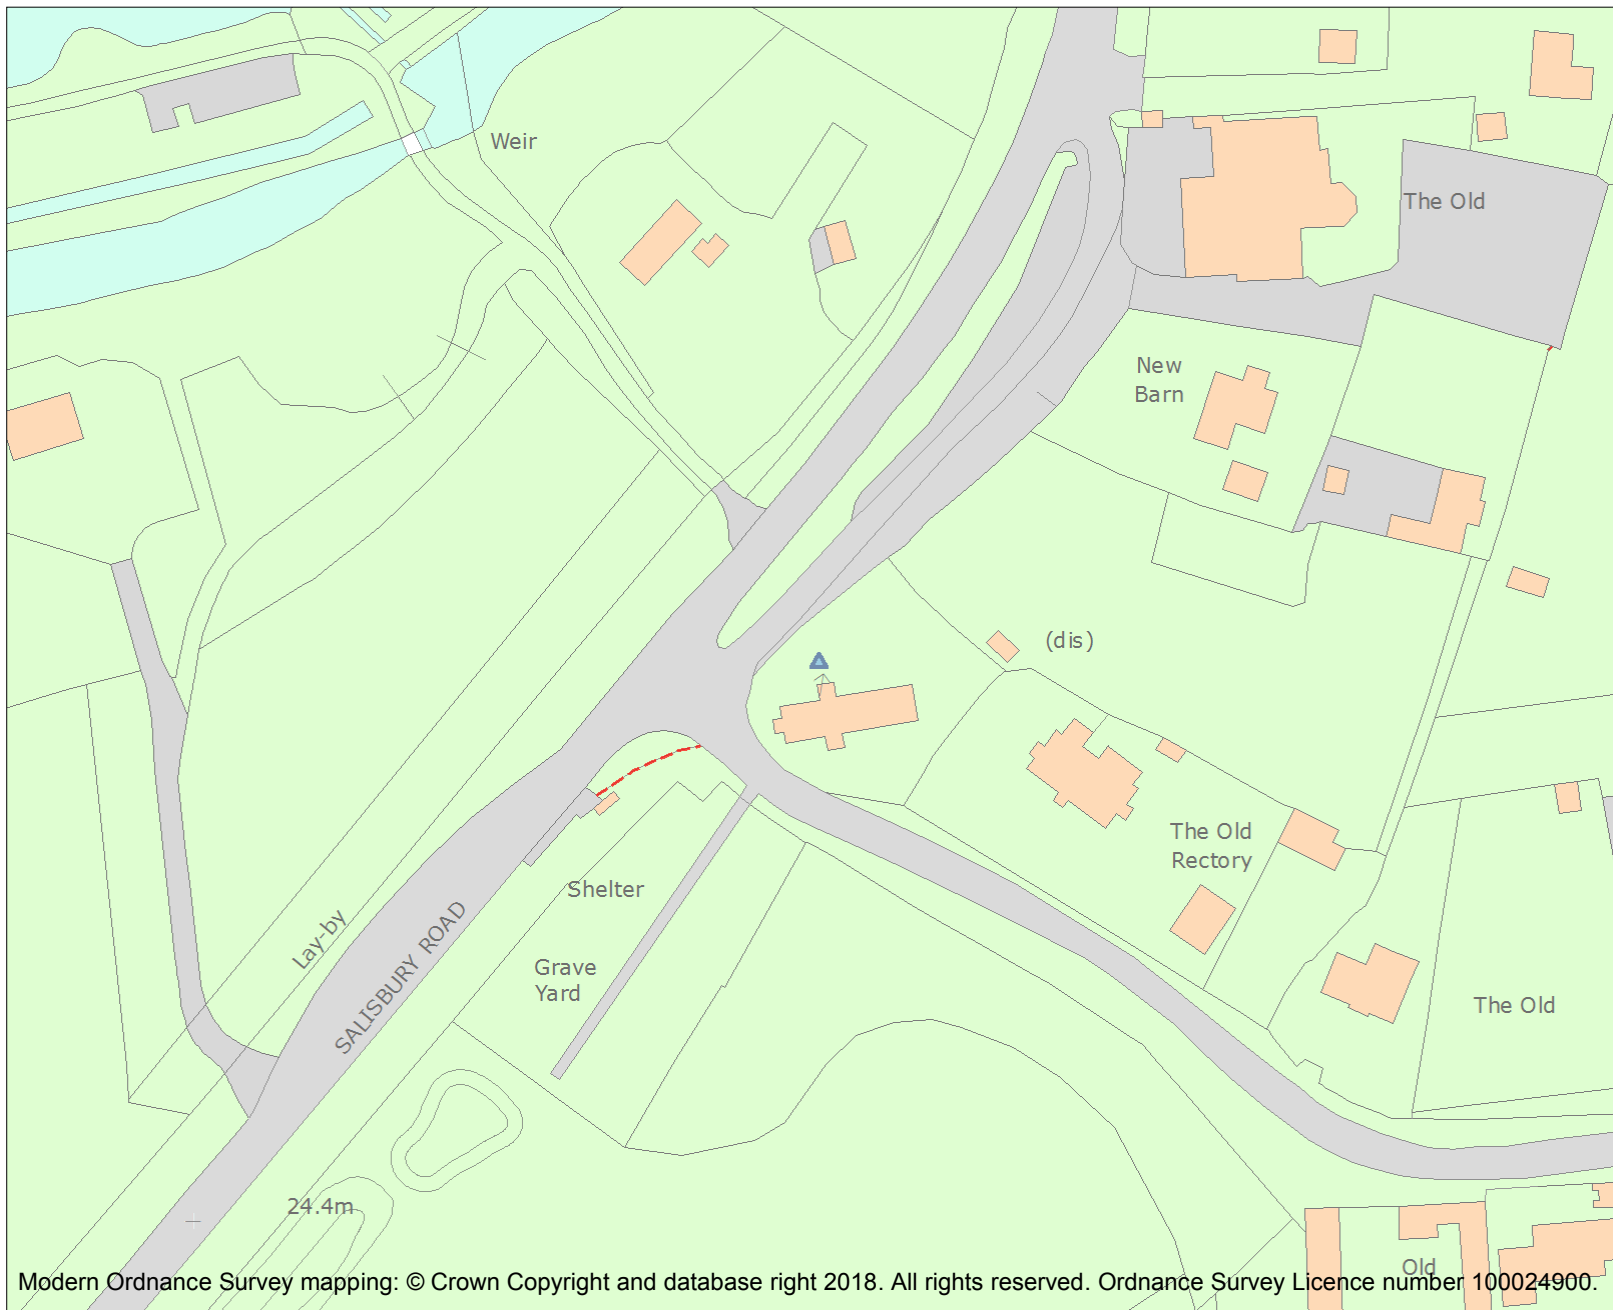 Weir
The Old
New
Barn
(dis)
The Old
Rectory
Shelter
Lay-by
SALISBURY ROAD
Grave
Yard
The Old
24.4m
Old
Modern Ordnance Survey mapping: © Crown Copyright and database right 2018. All rights reserved. Ordnance Survey Licence number 100024900.